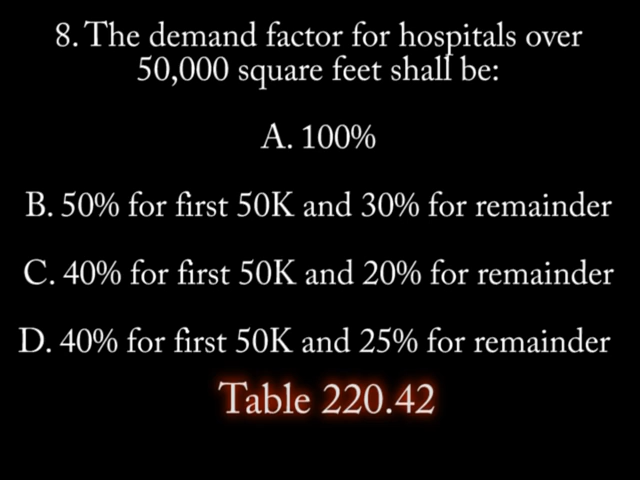 8. The demand factor for hospitals over
50,000 square feet shall be:
A. 100%
B. 50% for first 50K and 30% for remainder
C. 40% for first 50K and 20% for remainder
D. 40% for first 50K and 25% for remainder
Table 220.42